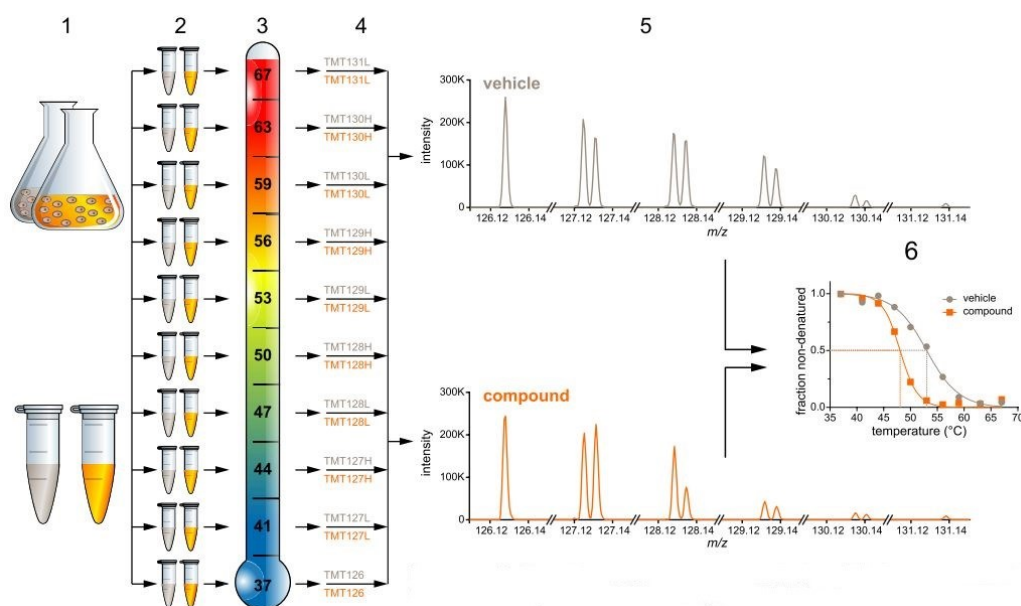 1
2
3
4
5
67
TMT131L
TMT131L
63
TMT130H
TMT130H
59
TMT130L
TMT130L
56
TMT129H
TMT129H
53
TMT129L
TMT129L
50
TMT128H
TMT128H
47
TMT128L
TMT128L
44
TMT127H
TMT127H
41
TMT127L
TMT127L
37
TMT126
TMT126
vehicle
intensity
300K
200K
100K
0
126.12 126.14 127.12 127.14 128.12 128.14 129.12 129.14 130.12 130.14 131.12 131.14
m/z
compound
intensity
300K
200K
100K
0
126.12 126.14 127.12 127.14 128.12 128.14 129.12 129.14 130.12 130.14 131.12 131.14
m/z
6
fraction non-denatured
1.0
0.5
0.0
vehicle
compound
35 40 45 50 55 60 65 70
temperature (°C)